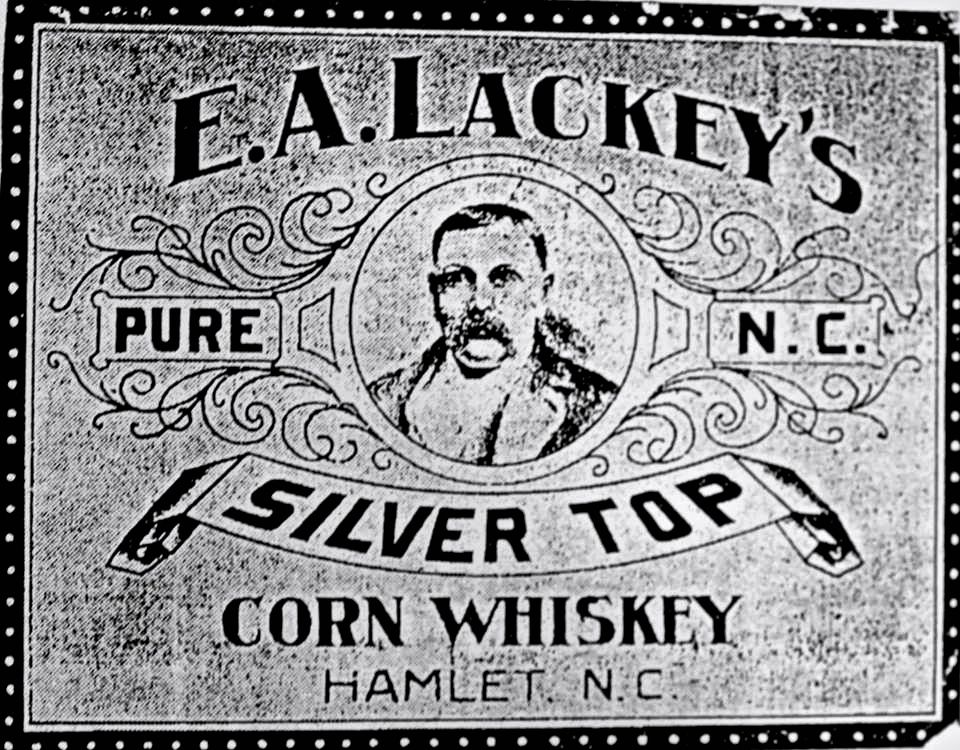 E.A. LACKEY'S
PURE N.C.
SILVER TOP
CORN WHISKEY
HAMLET, N.C.